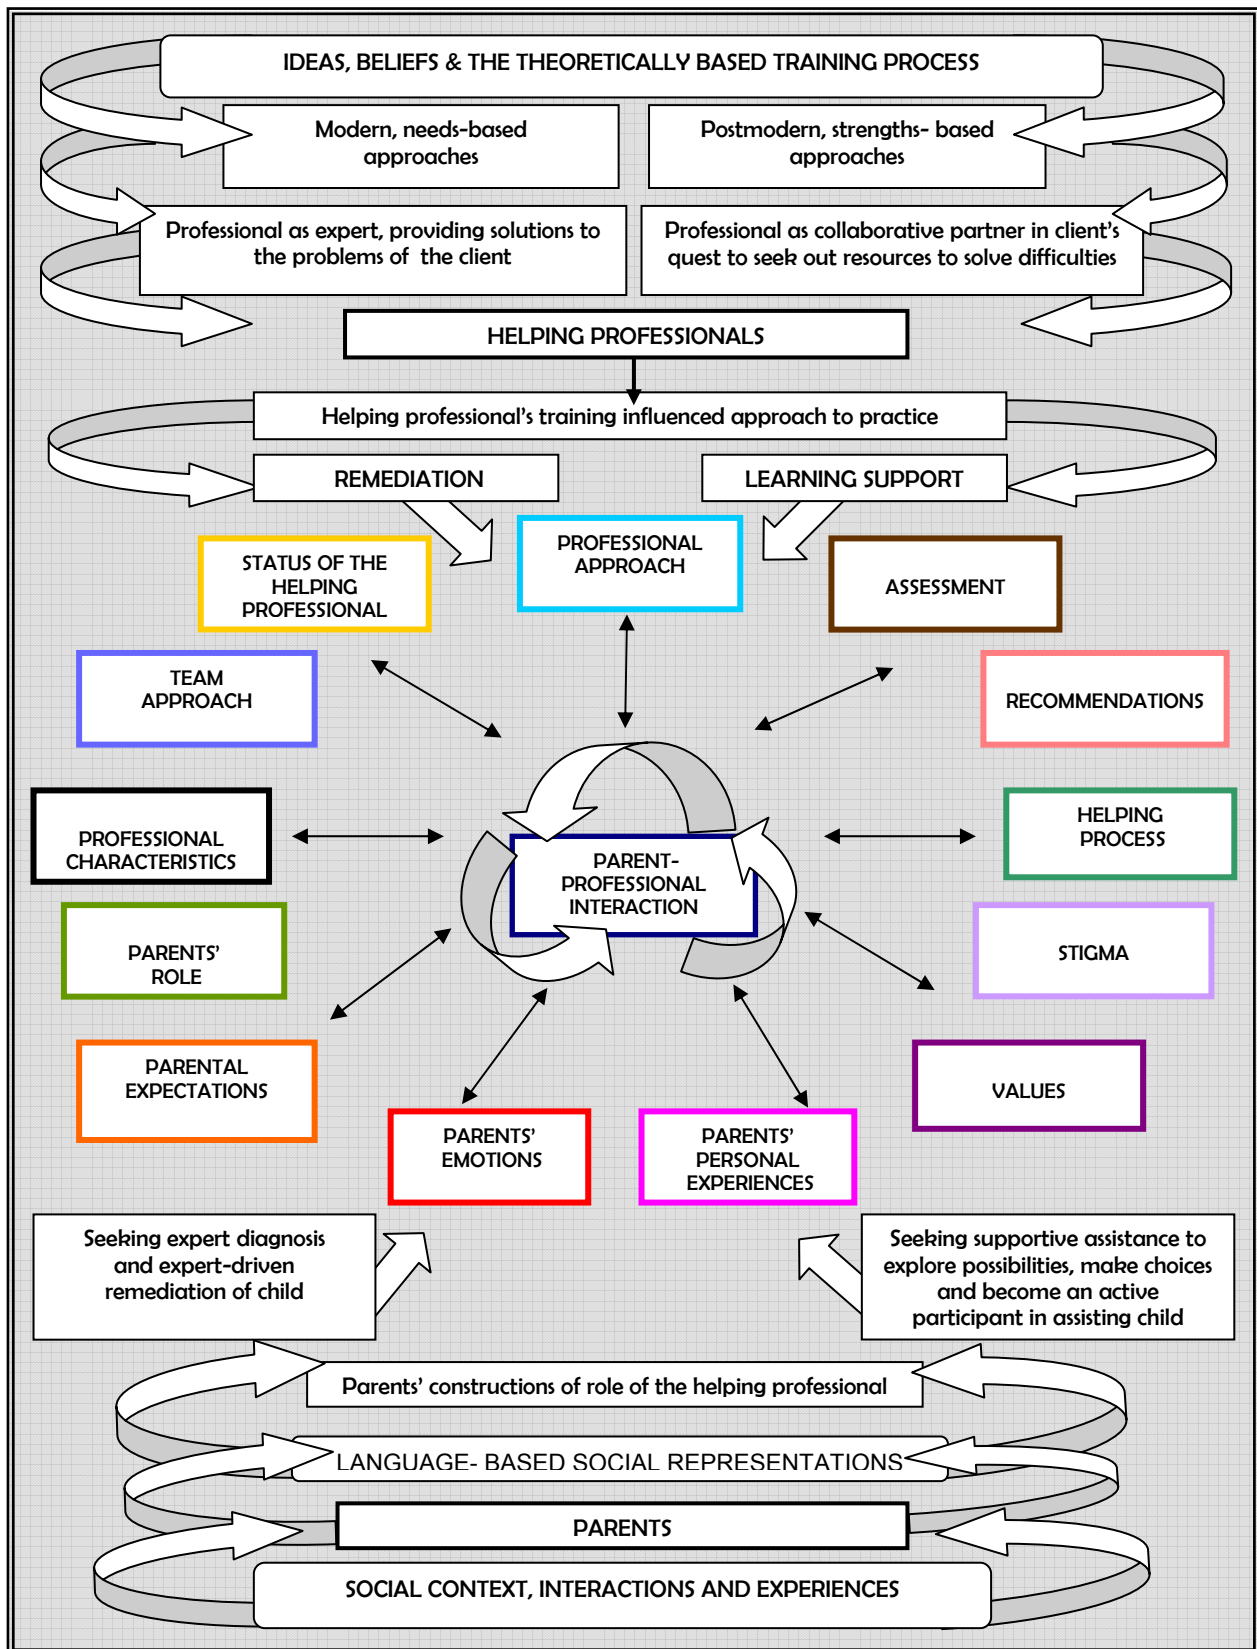 IDEAS, BELIEFS & THE THEORETICALLY BASED TRAINING PROCESS
Modern, needs-based
approaches
Postmodern, strengths- based
approaches
Professional as expert, providing solutions to
the problems of the client
Professional as collaborative partner in client's
quest to seek out resources to solve difficulties
HELPING PROFESSIONALS
Helping professional's training influenced approach to practice
REMEDIATION
LEARNING SUPPORT
STATUS OF THE
HELPING
PROFESSIONAL
PROFESSIONAL
APPROACH
ASSESSMENT
TEAM
APPROACH
RECOMMENDATIONS
PROFESSIONAL
CHARACTERISTICS
PARENT-
PROFESSIONAL
INTERACTION
HELPING
PROCESS
PARENTS'
ROLE
STIGMA
PARENTAL
EXPECTATIONS
VALUES
PARENTS'
EMOTIONS
PARENTS'
PERSONAL
EXPERIENCES
Seeking expert diagnosis
and expert-driven
remediation of child
Seeking supportive assistance to
explore possibilities, make choices
and become an active
participant in assisting child
Parents' constructions of role of the helping professional
LANGUAGE- BASED SOCIAL REPRESENTATIONS
PARENTS
SOCIAL CONTEXT, INTERACTIONS AND EXPERIENCES